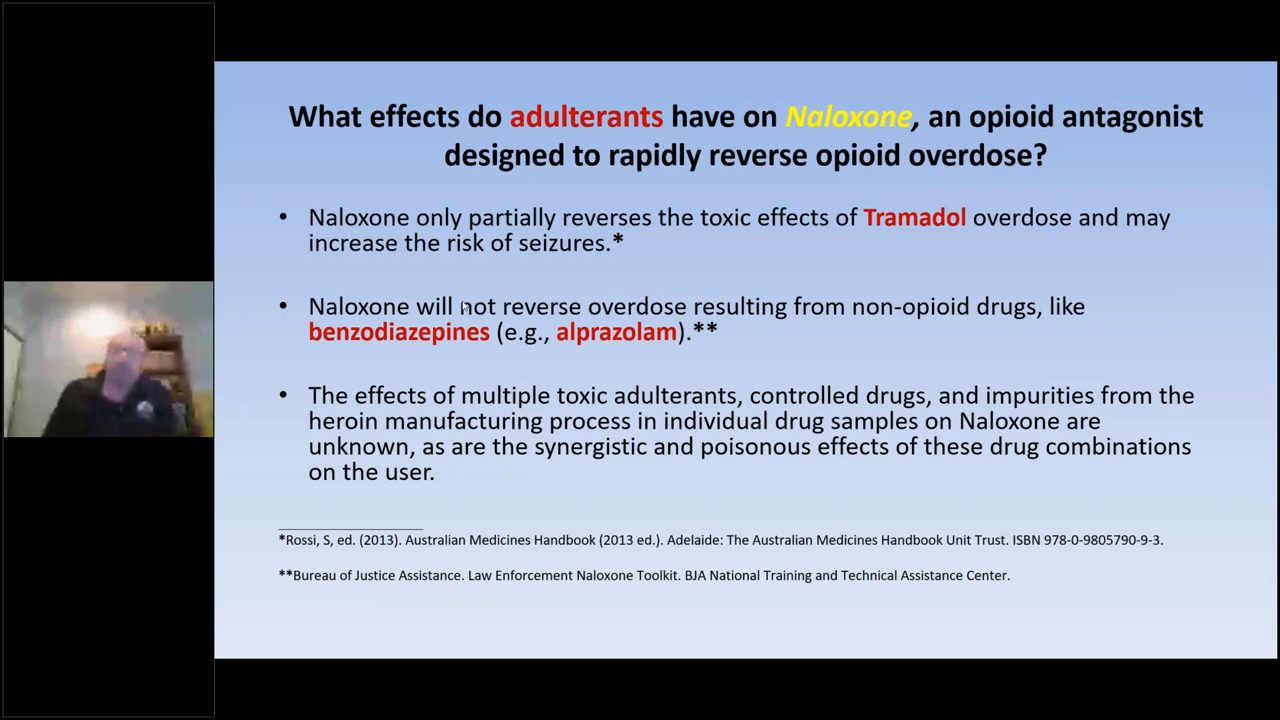 What effects do adulterants have on Naloxone, an opioid antagonist
designed to rapidly reverse opioid overdose?
• Naloxone only partially reverses the toxic effects of Tramadol overdose and may
increase the risk of seizures.*
• Naloxone will not reverse overdose resulting from non-opioid drugs, like
benzodiazepines (e.g., alprazolam).**
• The effects of multiple toxic adulterants, controlled drugs, and impurities from the
heroin manufacturing process in individual drug samples on Naloxone are
unknown, as are the synergistic and poisonous effects of these drug combinations
on the user.
*Rossi, S, ed. (2013). Australian Medicines Handbook (2013 ed.). Adelaide: The Australian Medicines Handbook Unit Trust. ISBN 978-0-9805790-9-3.
**Bureau of Justice Assistance. Law Enforcement Naloxone Toolkit. BJA National Training and Technical Assistance Center.